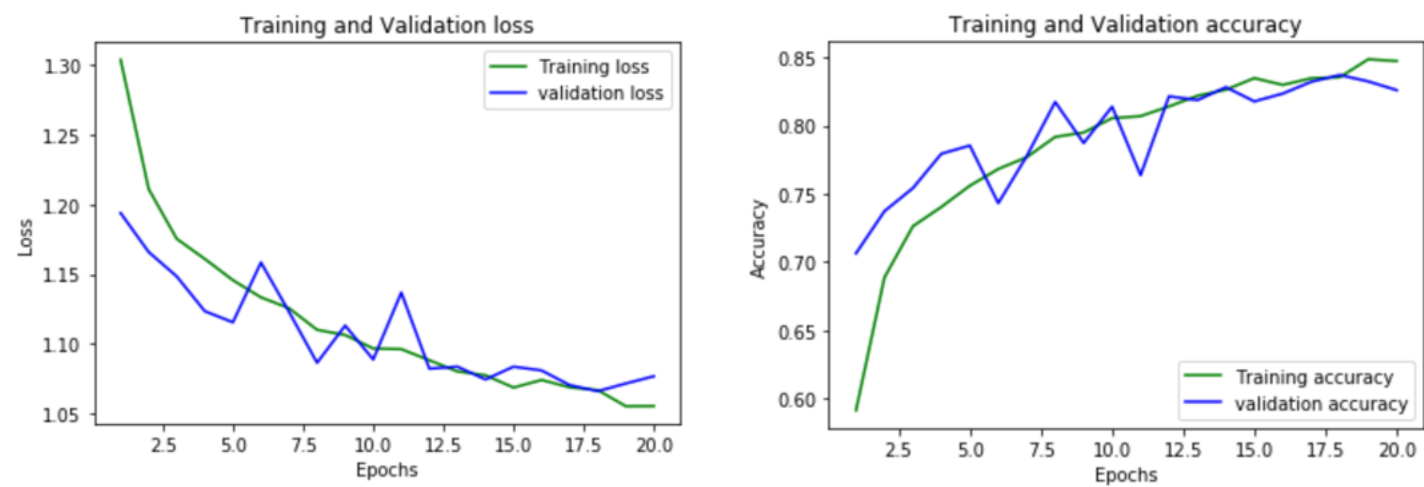 Training and Validation loss
1.30
1.25
1.20
1.15
1.10
1.05
Loss
Training loss
validation loss
2.5 5.0 7.5 10.0 12.5 15.0 17.5 20.0
Epochs
Training and Validation accuracy
0.85
0.80
0.75
0.70
0.65
0.60
Accuracy
Training accuracy
validation accuracy
2.5 5.0 7.5 10.0 12.5 15.0 17.5 20.0
Epochs